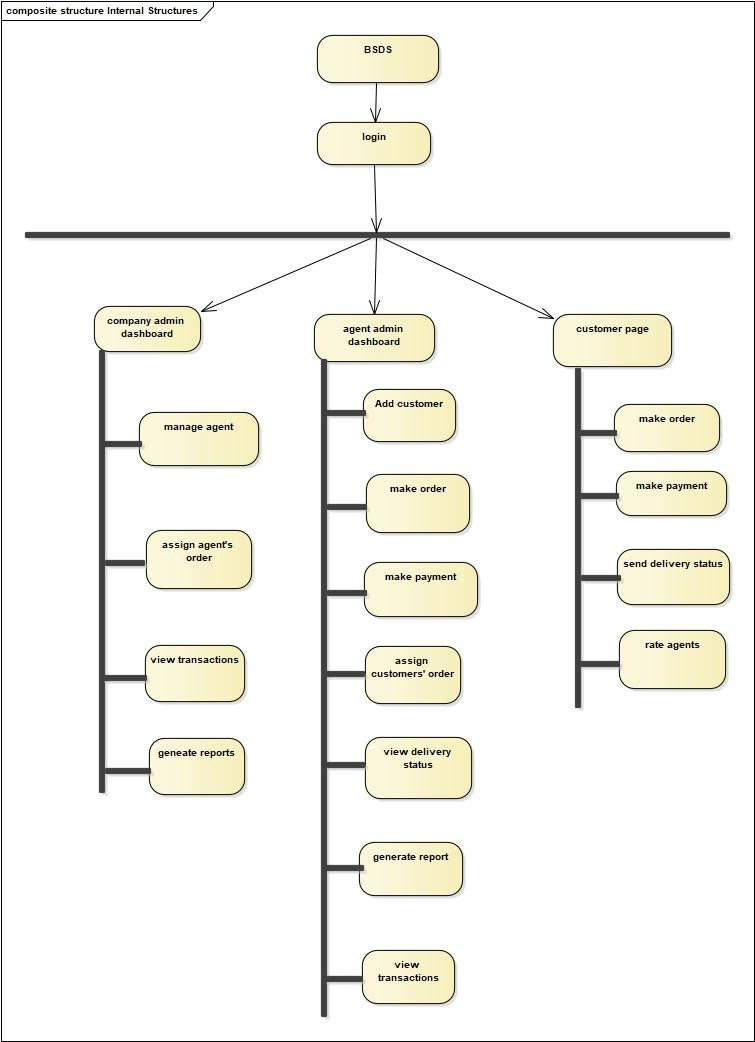 composite structure Internal Structures
BSDS
login
company admin
dashboard
manage agent
assign agent's
order
view transactions
geneate reports
agent admin
dashboard
Add customer
make order
make payment
assign
customers' order
view delivery
status
generate report
view
transactions
customer page
make order
make payment
send delivery status
rate agents